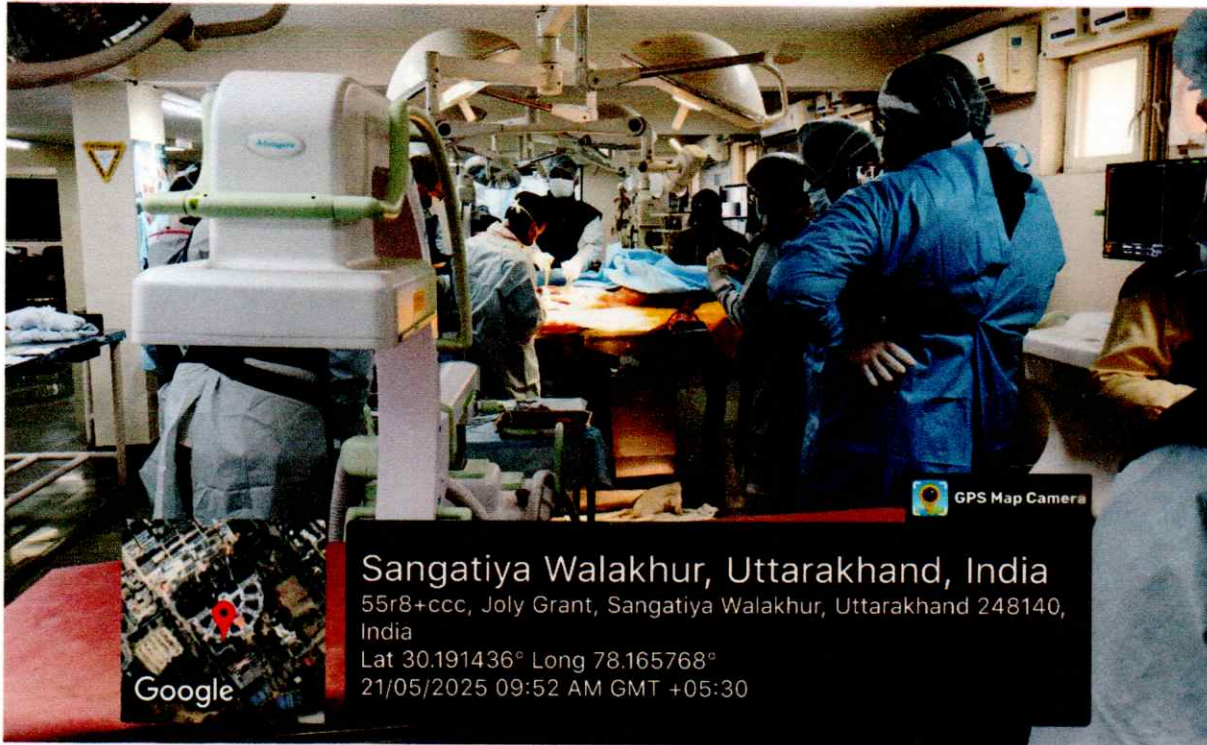 GPS Map Camera
Sangatiya Walakhur, Uttarakhand, India
55r8+ccc, Joly Grant, Sangatiya Walakhur, Uttarakhand 248140,
India
Lat 30.191436° Long 78.165768°
21/05/2025 09:52 AM GMT +05:30
Google